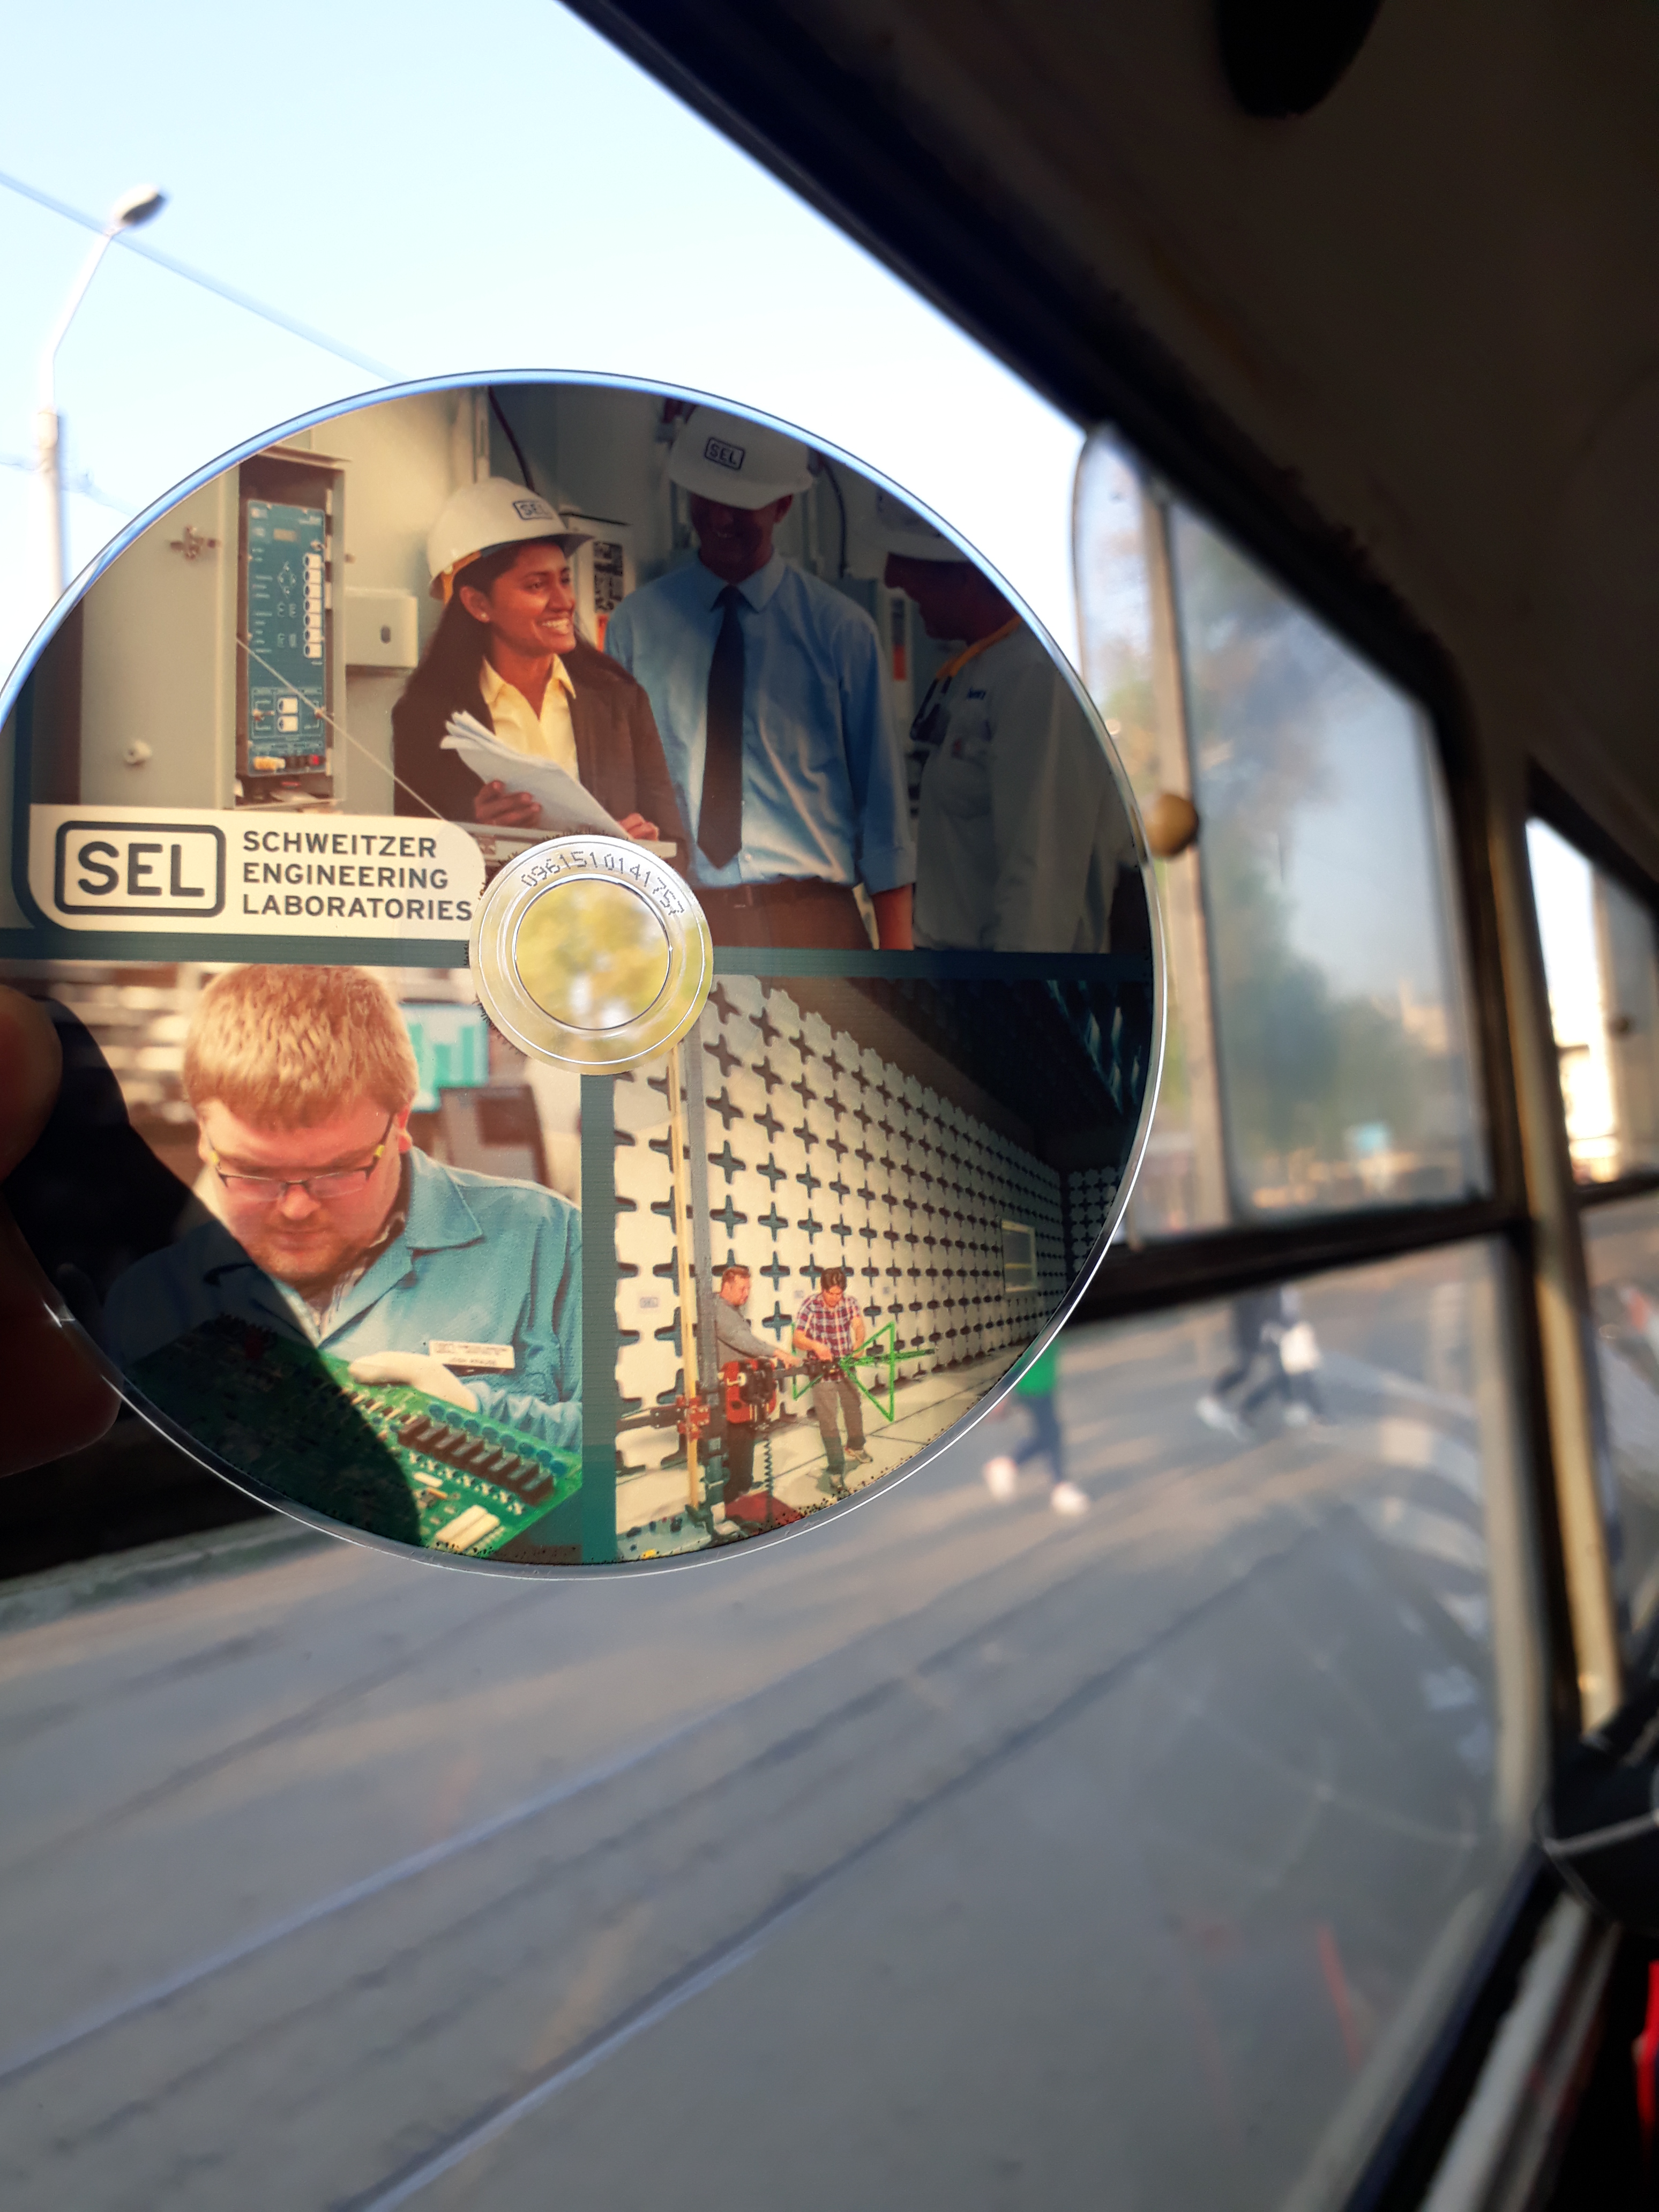 SEL
SEL
SEL
SCHWEITZER
ENGINEERING
LABORATORIES
0961510141757